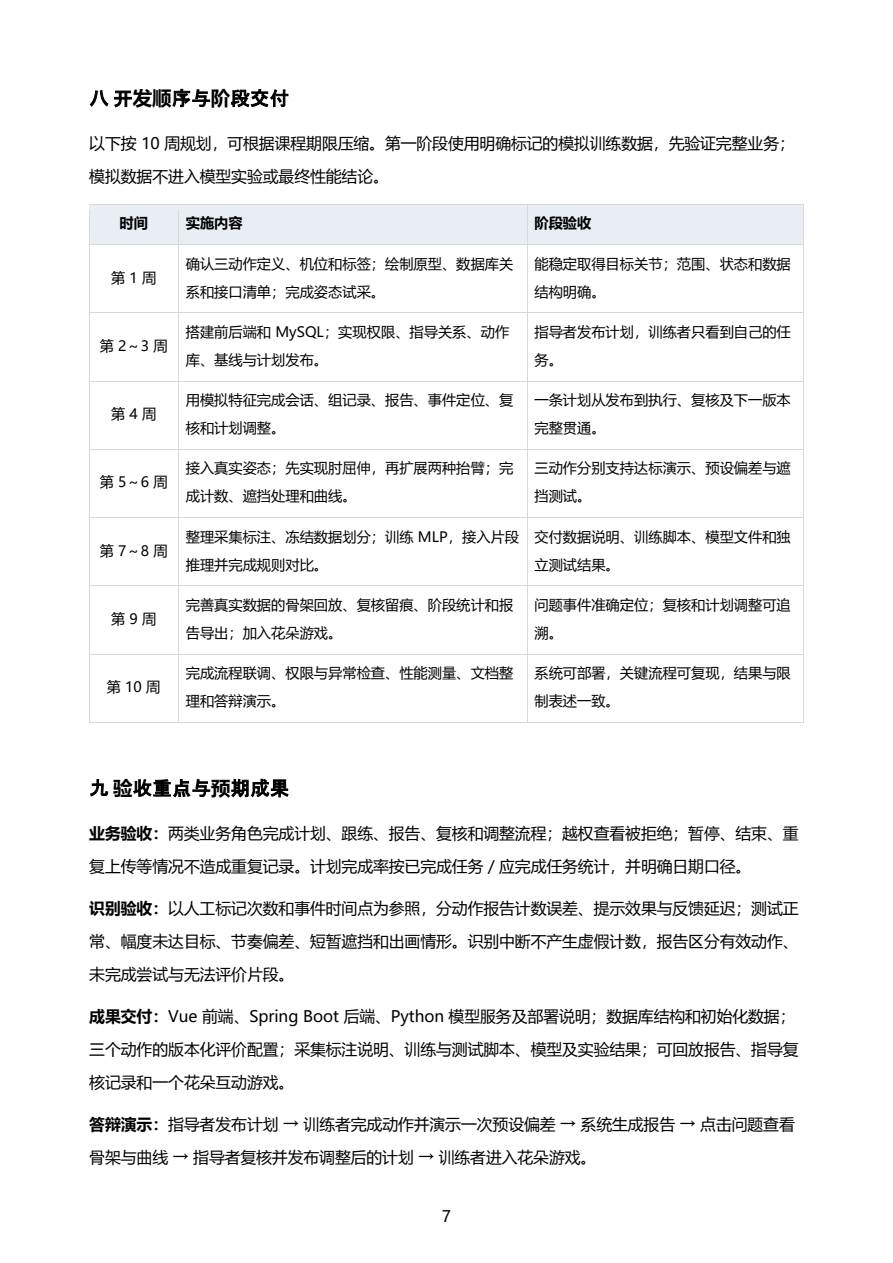 八 开发顺序与阶段交付
以下按 10 周规划，可根据课程期限压缩。第一阶段使用明确标记的模拟训练数据，先验证完整业务；
模拟数据不进入模型实验或最终性能结论。
时间 实施内容 阶段验收
第 1 周
确认三动作定义、机位和标签；绘制原型、数据库关
系和接口清单；完成姿态试采。
能稳定取得目标关节；范围、状态和数据
结构明确。
第 2～3 周
搭建前后端和 MySQL；实现权限、指导关系、动作
库、基线与计划发布。
指导者发布计划，训练者只看到自己的任
务。
第 4 周
用模拟特征完成会话、组记录、报告、事件定位、复
核和计划调整。
一条计划从发布到执行、复核及下一版本
完整贯通。
第 5～6 周
接入真实姿态；先实现肘屈伸，再扩展两种抬臂；完
成计数、遮挡处理和曲线。
三动作分别支持达标演示、预设偏差与遮
挡测试。
第 7～8 周
整理采集标注、冻结数据划分；训练 MLP，接入片段
推理并完成规则对比。
交付数据说明、训练脚本、模型文件和独
立测试结果。
第 9 周
完善真实数据的骨架回放、复核留痕、阶段统计和报
告导出；加入花朵游戏。
问题事件准确定位；复核和计划调整可追
溯。
第 10 周
完成流程联调、权限与异常检查、性能测量、文档整
理和答辩演示。
系统可部署，关键流程可复现，结果与限
制表述一致。
九 验收重点与预期成果
业务验收：两类业务角色完成计划、跟练、报告、复核和调整流程；越权查看被拒绝；暂停、结束、重
复上传等情况不造成重复记录。计划完成率按已完成任务 / 应完成任务统计，并明确日期口径。
识别验收：以人工标记次数和事件时间点为参照，分动作报告计数误差、提示效果与反馈延迟；测试正
常、幅度未达目标、节奏偏差、短暂遮挡和出画情形。识别中断不产生虚假计数，报告区分有效动作、
未完成尝试与无法评价片段。
成果交付：Vue 前端、Spring Boot 后端、Python 模型服务及部署说明；数据库结构和初始化数据；
三个动作的版本化评价配置；采集标注说明、训练与测试脚本、模型及实验结果；可回放报告、指导复
核记录和一个花朵互动游戏。
答辩演示：指导者发布计划 → 训练者完成动作并演示一次预设偏差 → 系统生成报告 → 点击问题查看
骨架与曲线 → 指导者复核并发布调整后的计划 → 训练者进入花朵游戏。
7